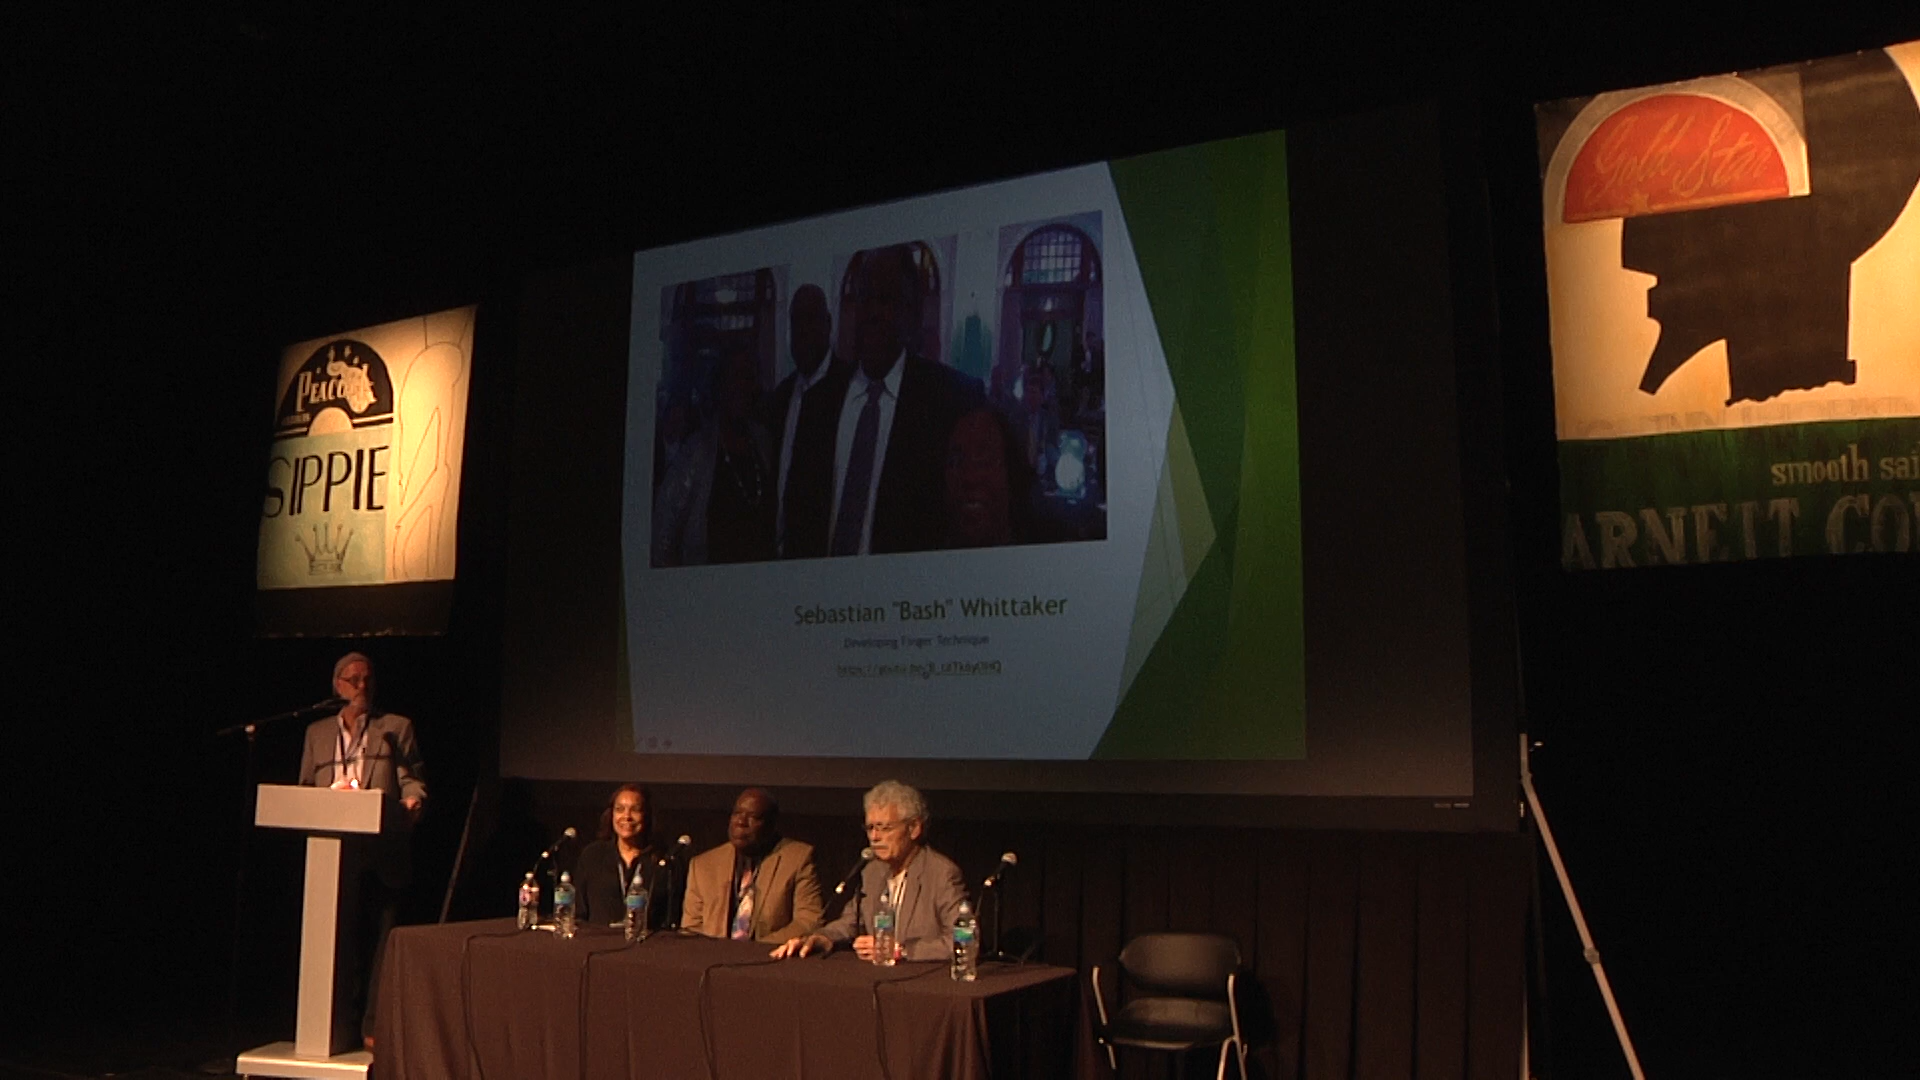 PEACOCK
SIPPIE
Sebastian "Bash" Whittaker
Developing Finger Technique
Gold Star
smooth sai
ARNETT CO